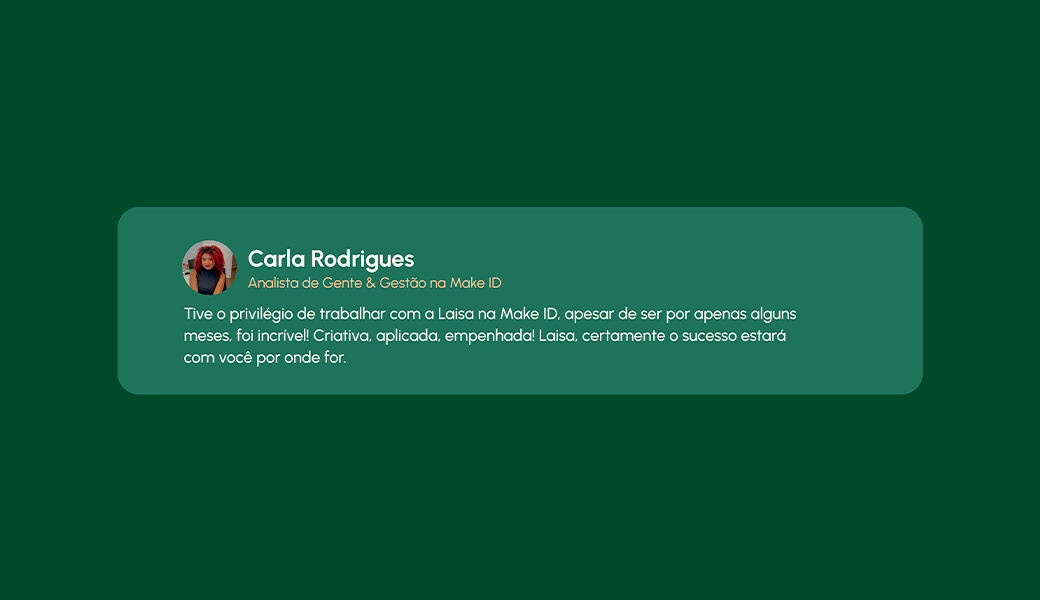 Carla Rodrigues
Analista de Gente & Gestão na Make ID
Tive o privilégio de trabalhar com a Laisa na Make ID, apesar de ser por apenas alguns
meses, foi incrível! Criativa, aplicada, empenhada! Laisa, certamente o sucesso estará
com você por onde for.